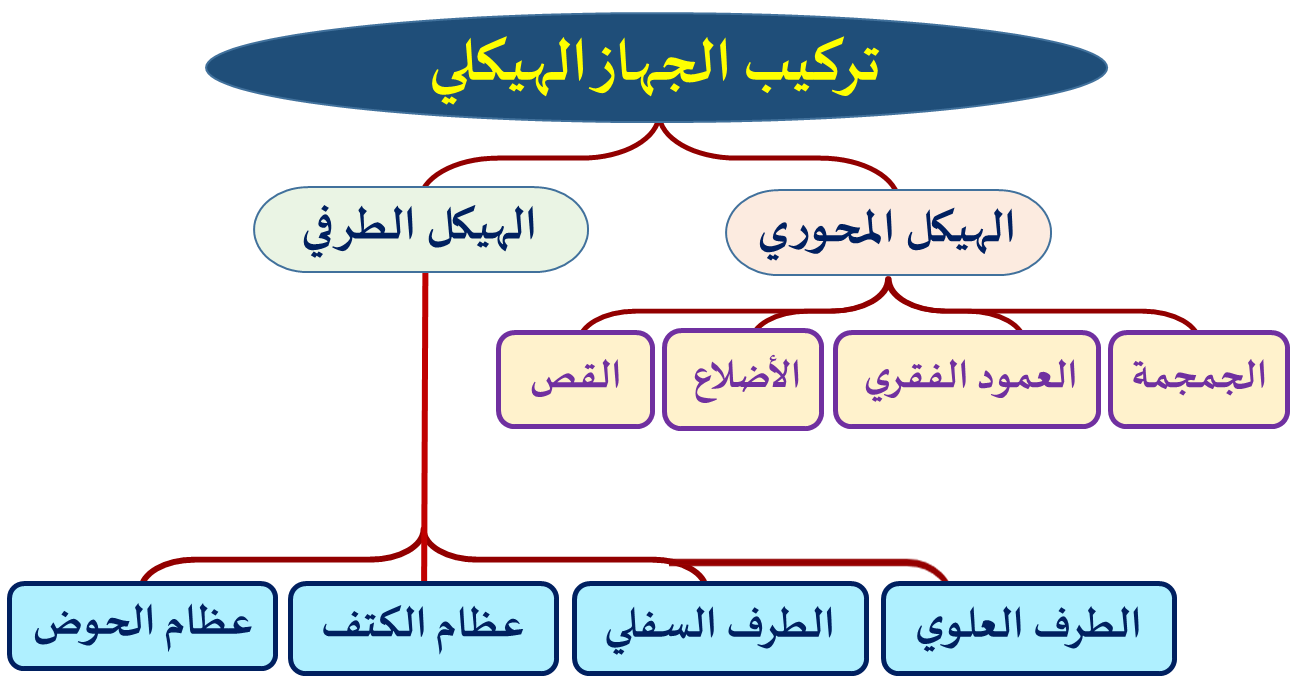 تركيب الجهاز الهيكلي
الهيكل المحوري
الهيكل الطرفي
الجمجمة
العمود الفقري
الأضلاع
القص
الطرف العلوي
الطرف السفلي
عظام الكتف
عظام الحوض